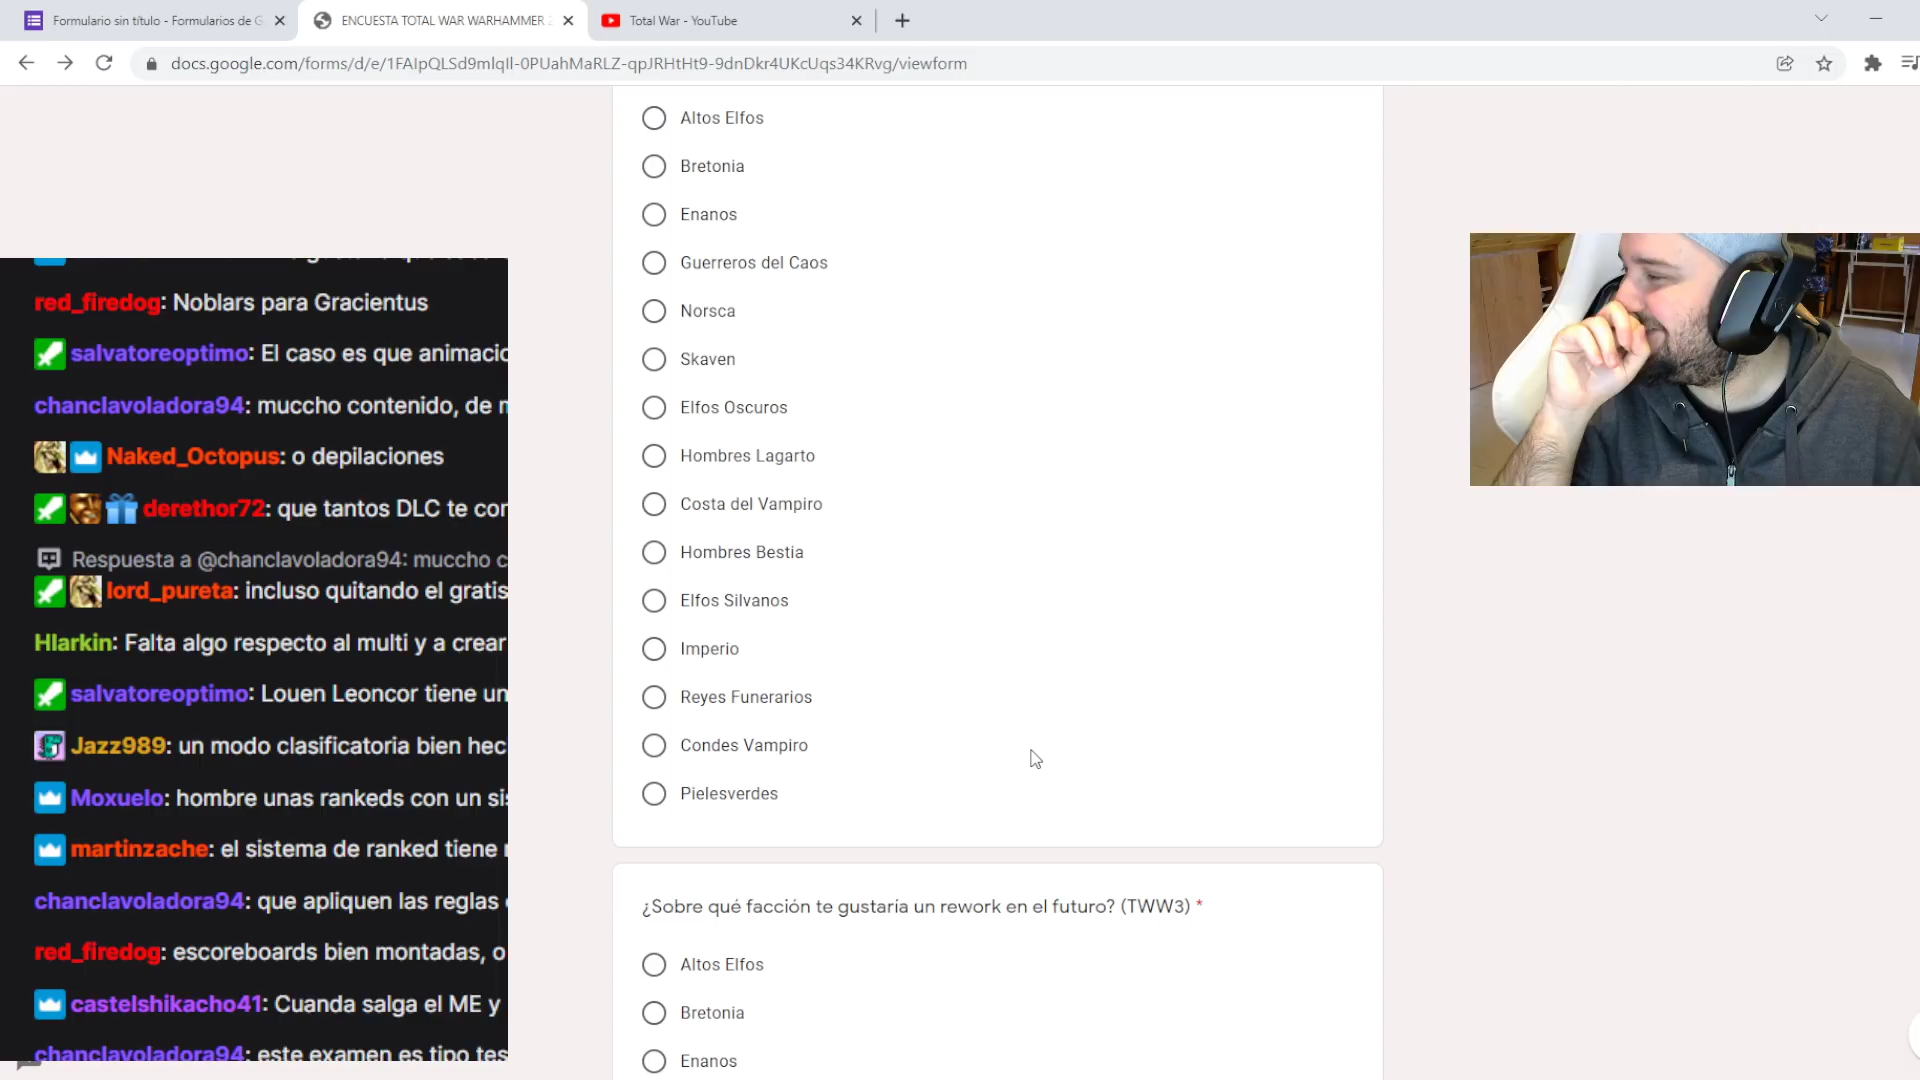 Formulario sin título - Formularios de G
ENCUESTA TOTAL WAR WARHAMMER
Total War - YouTube
docs.google.com/forms/d/e/1FAIpQLSd9mlqIl-0PUahMaRLZ-qpJRHtHt9-9dnDkr4UKcUqs34KRvg/viewform
Altos Elfos
Bretonia
Enanos
Guerreros del Caos
Norsca
Skaven
Elfos Oscuros
Hombres Lagarto
Costa del Vampiro
Hombres Bestia
Elfos Silvanos
Imperio
Reyes Funerarios
Condes Vampiro
Pielesverdes
¿Sobre qué facción te gustaría un rework en el futuro? (TWW3) *
Altos Elfos
Bretonia
Enanos
red_firedog: Noblars para Gracientus
salvatoreoptimo: El caso es que animacio
chanclavoladora94: muccho contenido, de
Naked_Octopus: o depilaciones
derethor72: que tantos DLC te cor
Respuesta a @chanclavoladora94: muccho c
lord_pureta: incluso quitando el gratis
Hlarkin: Falta algo respecto al multi y a crear
salvatoreoptimo: Louen Leoncor tiene un
Jazz989: un modo clasificatoria bien hec
Moxuelo: hombre unas rankeds con un sis
martinzache: el sistema de ranked tiene
chanclavoladora94: que apliquen las reglas
red_firedog: escoreboards bien montadas, o
castelshikacho41: Cuanda salga el ME y
chanclavoladora94: este examen es tipo tes